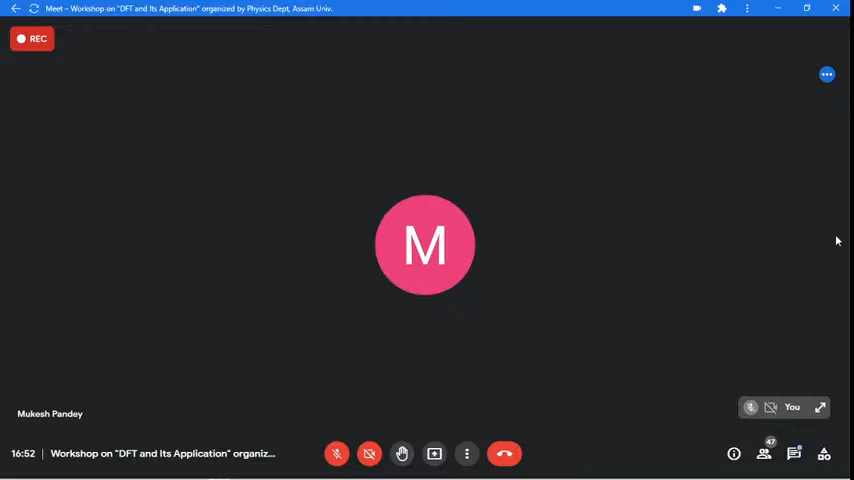 Meet – Workshop on "DFT and Its Application" organized by Physics Dept, Assam Univ.
REC
M
Mukesh Pandey
You
47
16:52 | Workshop on "DFT and Its Application" organiz...